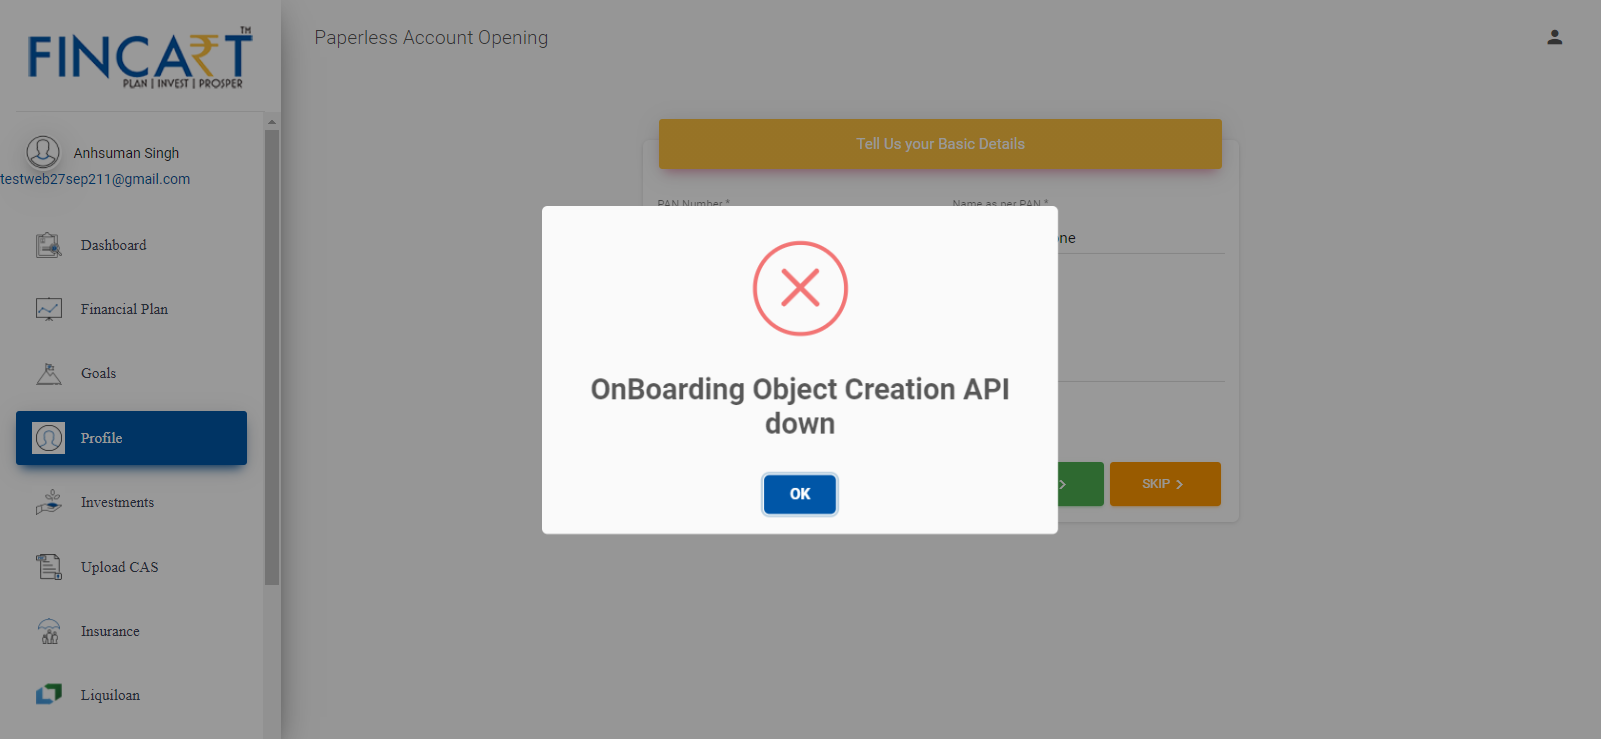 FINCART TM
PLAN | INVEST | PROSPER
Paperless Account Opening
Anhsuman Singh
testweb27sep211@gmail.com
Dashboard
Financial Plan
Goals
Profile
Investments
Upload CAS
Insurance
Liquiloan
Tell Us your Basic Details
PAN Number *
Name as per PAN *
one
OnBoarding Object Creation API
down
OK
SKIP